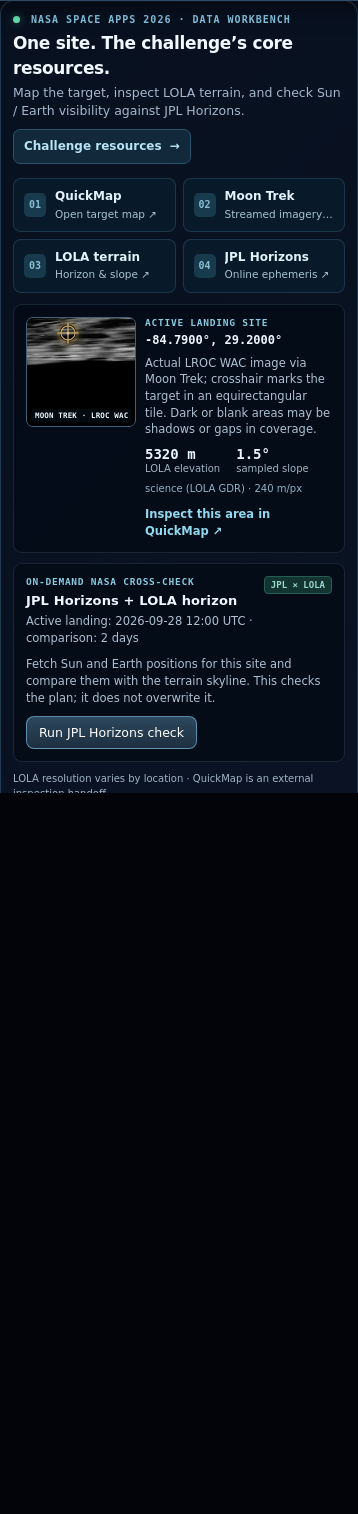 NASA SPACE APPS 2026 · DATA WORKBENCH
One site. The challenge’s core
resources.
Map the target, inspect LOLA terrain, and check Sun
/ Earth visibility against JPL Horizons.
Challenge resources →
01 QuickMap
Open target map ↗
02 Moon Trek
Streamed imagery…
03 LOLA terrain
Horizon & slope ↗
04 JPL Horizons
Online ephemeris ↗
MOON TREK · LROC WAC
ACTIVE LANDING SITE
-84.7900°, 29.2000°
Actual LROC WAC image via
Moon Trek; crosshair marks the
target in an equirectangular
tile. Dark or blank areas may be
shadows or gaps in coverage.
5320 m 1.5°
LOLA elevation sampled slope
science (LOLA GDR) · 240 m/px
Inspect this area in
QuickMap ↗
ON-DEMAND NASA CROSS-CHECK
JPL × LOLA
JPL Horizons + LOLA horizon
Active landing: 2026-09-28 12:00 UTC ·
comparison: 2 days
Fetch Sun and Earth positions for this site and
compare them with the terrain skyline. This checks
the plan; it does not overwrite it.
Run JPL Horizons check
LOLA resolution varies by location · QuickMap is an external
inspection handoff